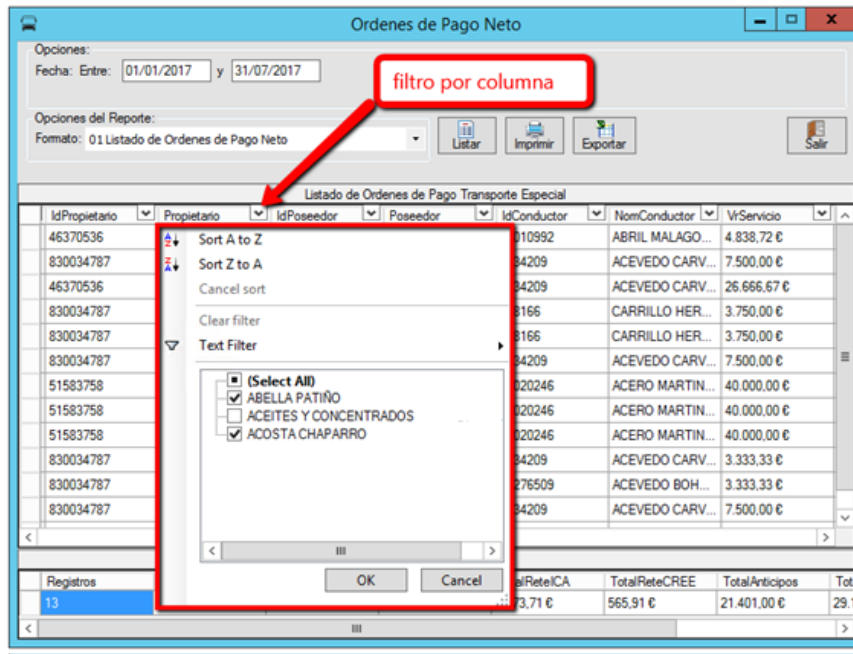 Ordenes de Pago Neto
Opciones:
Fecha: Entre: 01/01/2017 y 31/07/2017
filtro por columna
Opciones del Reporte:
Formato: 01 Listado de Ordenes de Pago Neto
Listar Imprimir Exportar Salir
Listado de Ordenes de Pago Transporte Especial
IdPropietario Propietario IdPoseedor Poseedor IdConductor NomConductor VrServicio
46370536 010992 ABRIL MALAGO... 4.838,72 €
830034787 34209 ACEVEDO CARV... 7.500,00 €
46370536 34209 ACEVEDO CARV... 26.666,67 €
830034787 8166 CARRILLO HER... 3.750,00 €
830034787 8166 CARRILLO HER... 3.750,00 €
830034787 34209 ACEVEDO CARV... 7.500,00 €
51583758 020246 ACERO MARTIN... 40.000,00 €
51583758 020246 ACERO MARTIN... 40.000,00 €
51583758 020246 ACERO MARTIN... 40.000,00 €
830034787 34209 ACEVEDO CARV... 3.333,33 €
830034787 276509 ACEVEDO BOH... 3.333,33 €
830034787 34209 ACEVEDO CARV... 7.500,00 €
Sort A to Z
Sort Z to A
Cancel sort
Clear filter
Text Filter
(Select All)
ABELLA PATIÑO
ACEITES Y CONCENTRADOS
ACOSTA CHAPARRO
OK Cancel
Registros alReteICA TotalReteCREE TotalAnticipos Tot
13 73,71 € 565,91 € 21.401,00 € 29.1